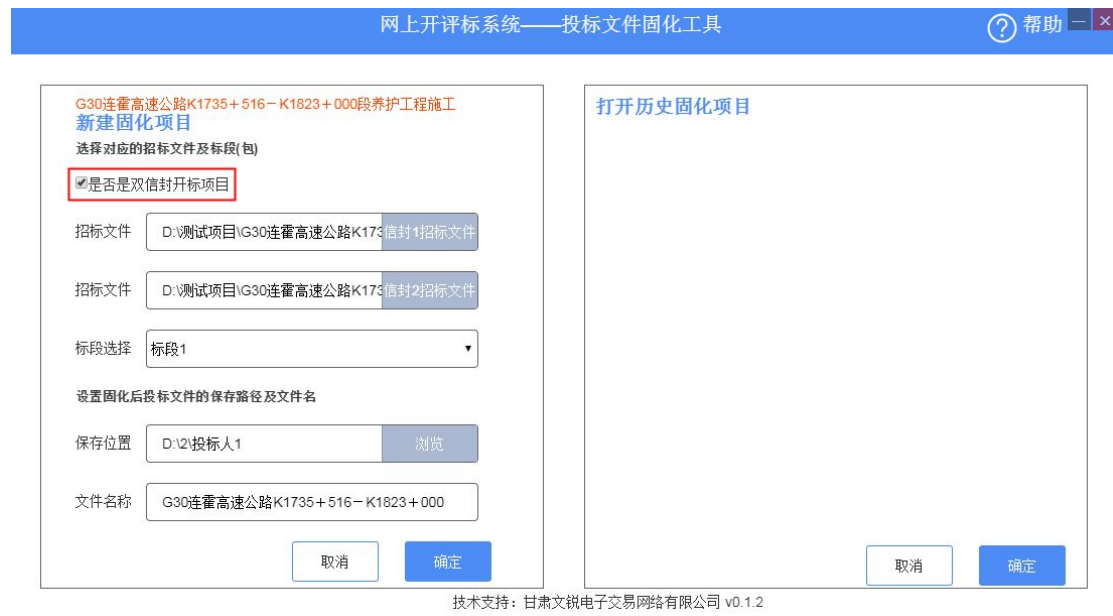 网上开评标系统——投标文件固化工具
? 帮助 — ×
G30连霍高速公路K1735+516-K1823+000段养护工程施工
新建固化项目
选择对应的招标文件及标段(包)
是否是双信封开标项目
招标文件 D:\测试项目\G30连霍高速公路K173 信封1招标文件
招标文件 D:\测试项目\G30连霍高速公路K173 信封2招标文件
标段选择 标段1
设置固化后投标文件的保存路径及文件名
保存位置 D:\2\投标人1 浏览
文件名称 G30连霍高速公路K1735+516-K1823+000
取消 确定
打开历史固化项目
取消 确定
技术支持：甘肃文锐电子交易网络有限公司 v0.1.2